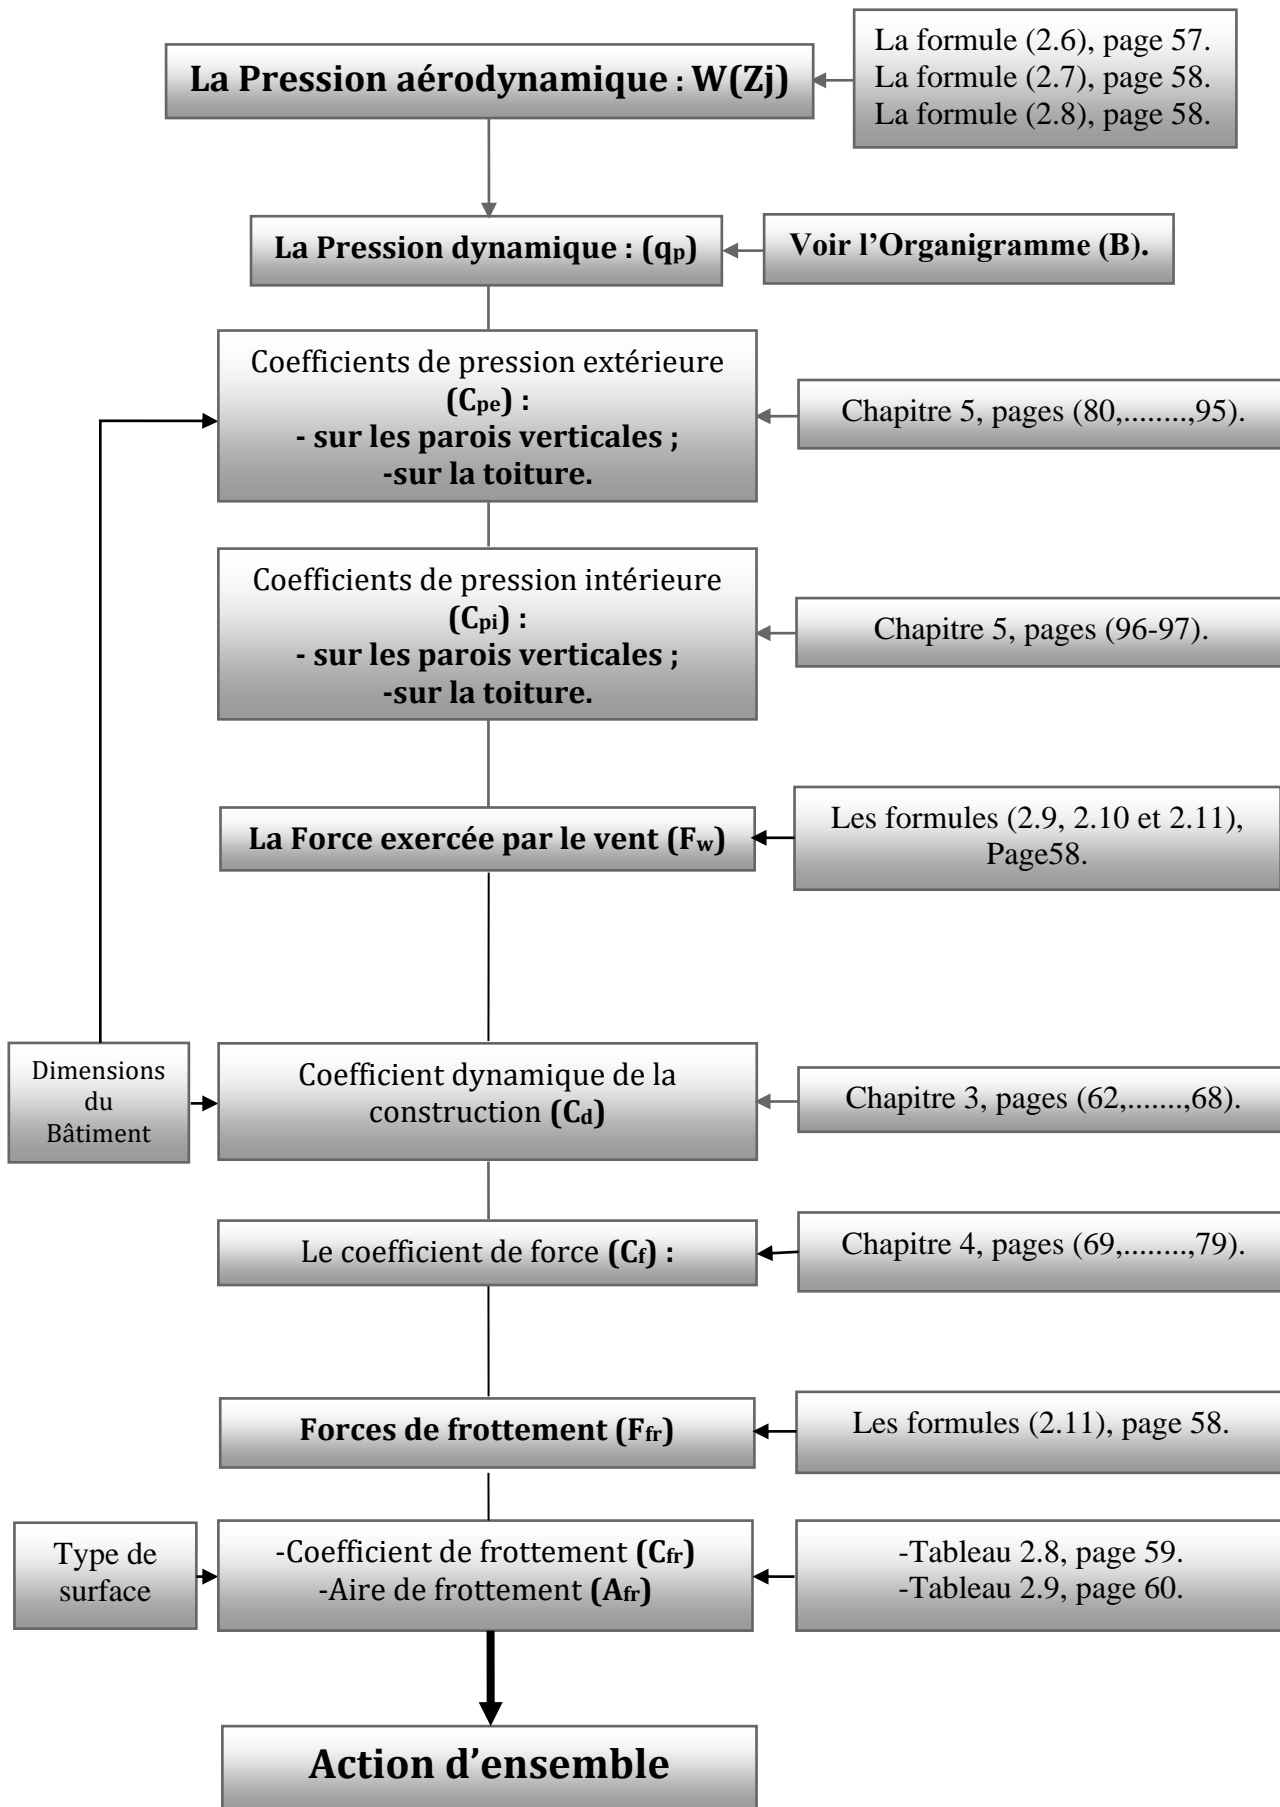 La Pression aérodynamique : W(Zj)
La formule (2.6), page 57.
La formule (2.7), page 58.
La formule (2.8), page 58.
La Pression dynamique : (qp)
Voir l’Organigramme (B).
Coefficients de pression extérieure
(Cpe) :
- sur les parois verticales ;
-sur la toiture.
Chapitre 5, pages (80,........,95).
Coefficients de pression intérieure
(Cpi) :
- sur les parois verticales ;
-sur la toiture.
Chapitre 5, pages (96-97).
La Force exercée par le vent (Fw)
Les formules (2.9, 2.10 et 2.11),
Page58.
Dimensions
du
Bâtiment
Coefficient dynamique de la
construction (Cd)
Chapitre 3, pages (62,.......,68).
Le coefficient de force (Cf) :
Chapitre 4, pages (69,........,79).
Forces de frottement (Ffr)
Les formules (2.11), page 58.
Type de
surface
-Coefficient de frottement (Cfr)
-Aire de frottement (Afr)
-Tableau 2.8, page 59.
-Tableau 2.9, page 60.
Action d’ensemble